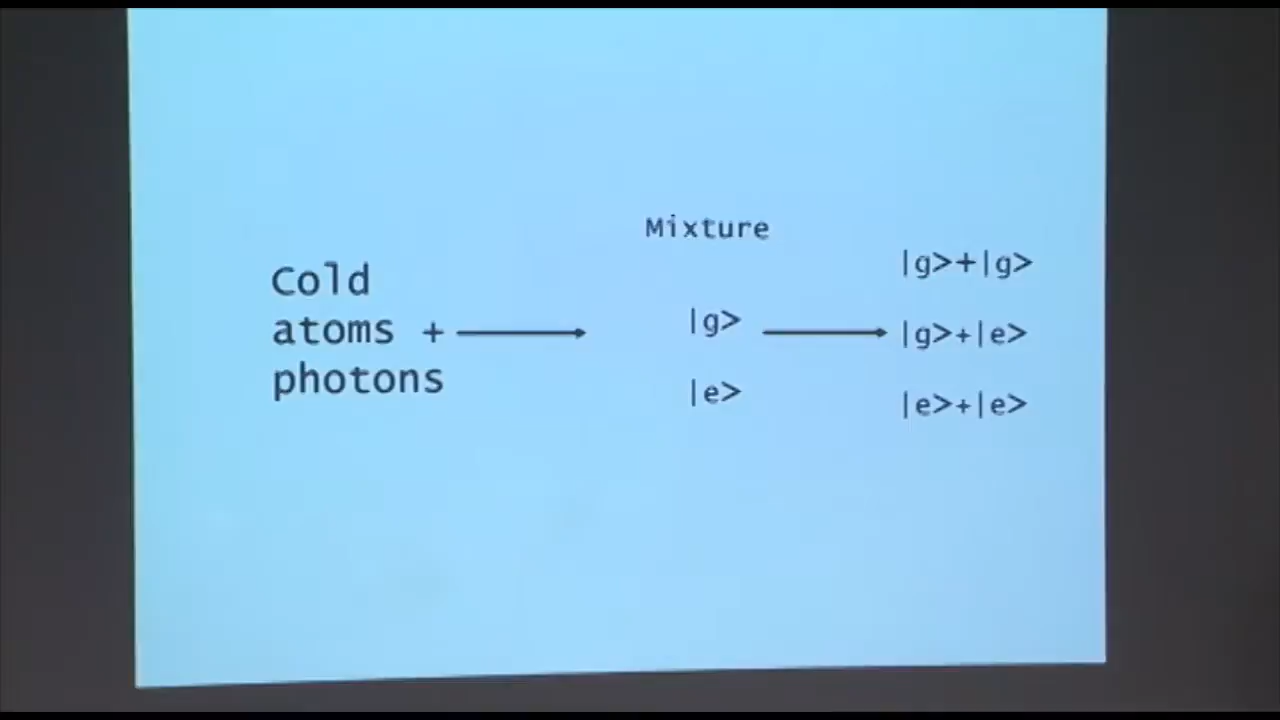 Cold
atoms +
photons
Mixture
|g>
|e>
|g>+|g>
|g>+|e>
|e>+|e>